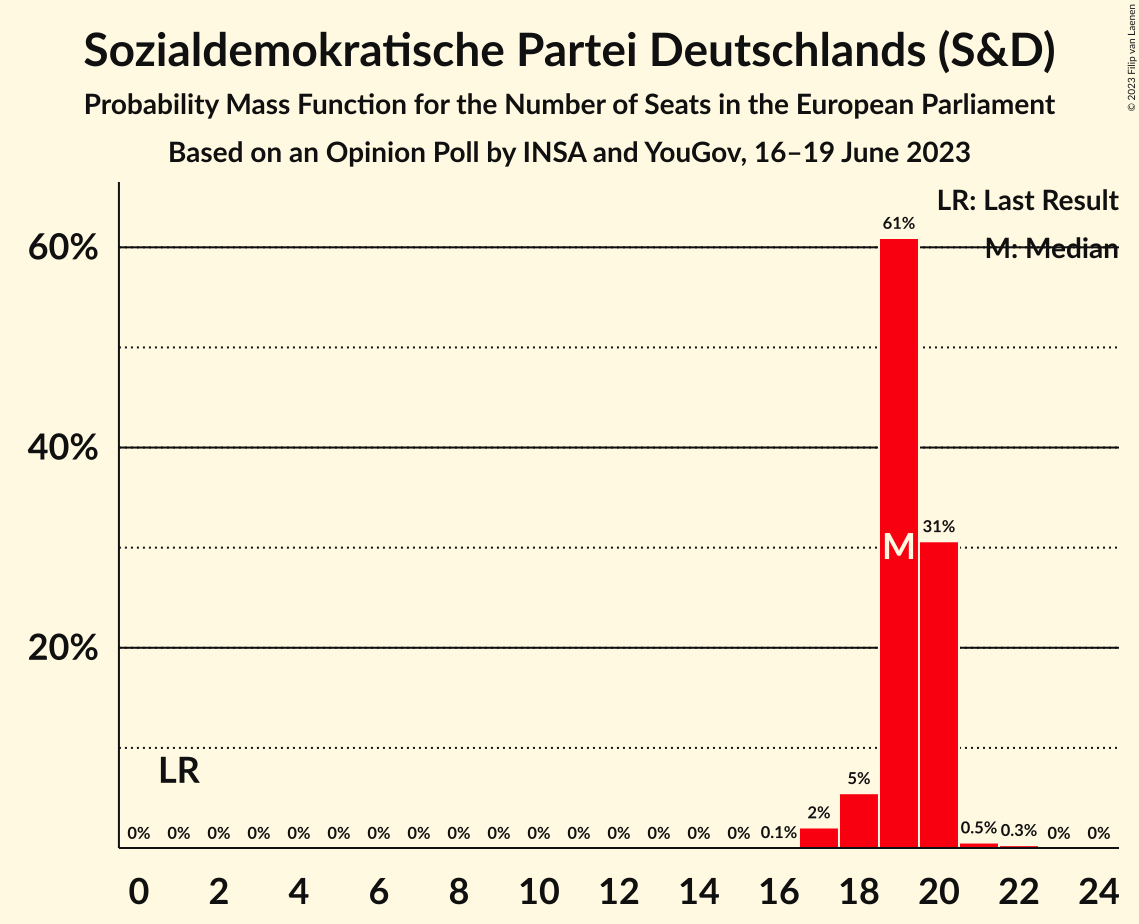 Sozialdemokratische Partei Deutschlands (S&D)
Probability Mass Function for the Number of Seats in the European Parliament
Based on an Opinion Poll by INSA and YouGov, 16–19 June 2023
© 2023 Filip van Laenen
LR: Last Result
M: Median
60%
40%
20%
61%
31%
M
LR
5%
2%
0% 0% 0% 0% 0% 0% 0% 0% 0% 0% 0% 0% 0% 0% 0% 0% 0.1% 0.5% 0.3% 0% 0%
0 2 4 6 8 10 12 14 16 18 20 22 24